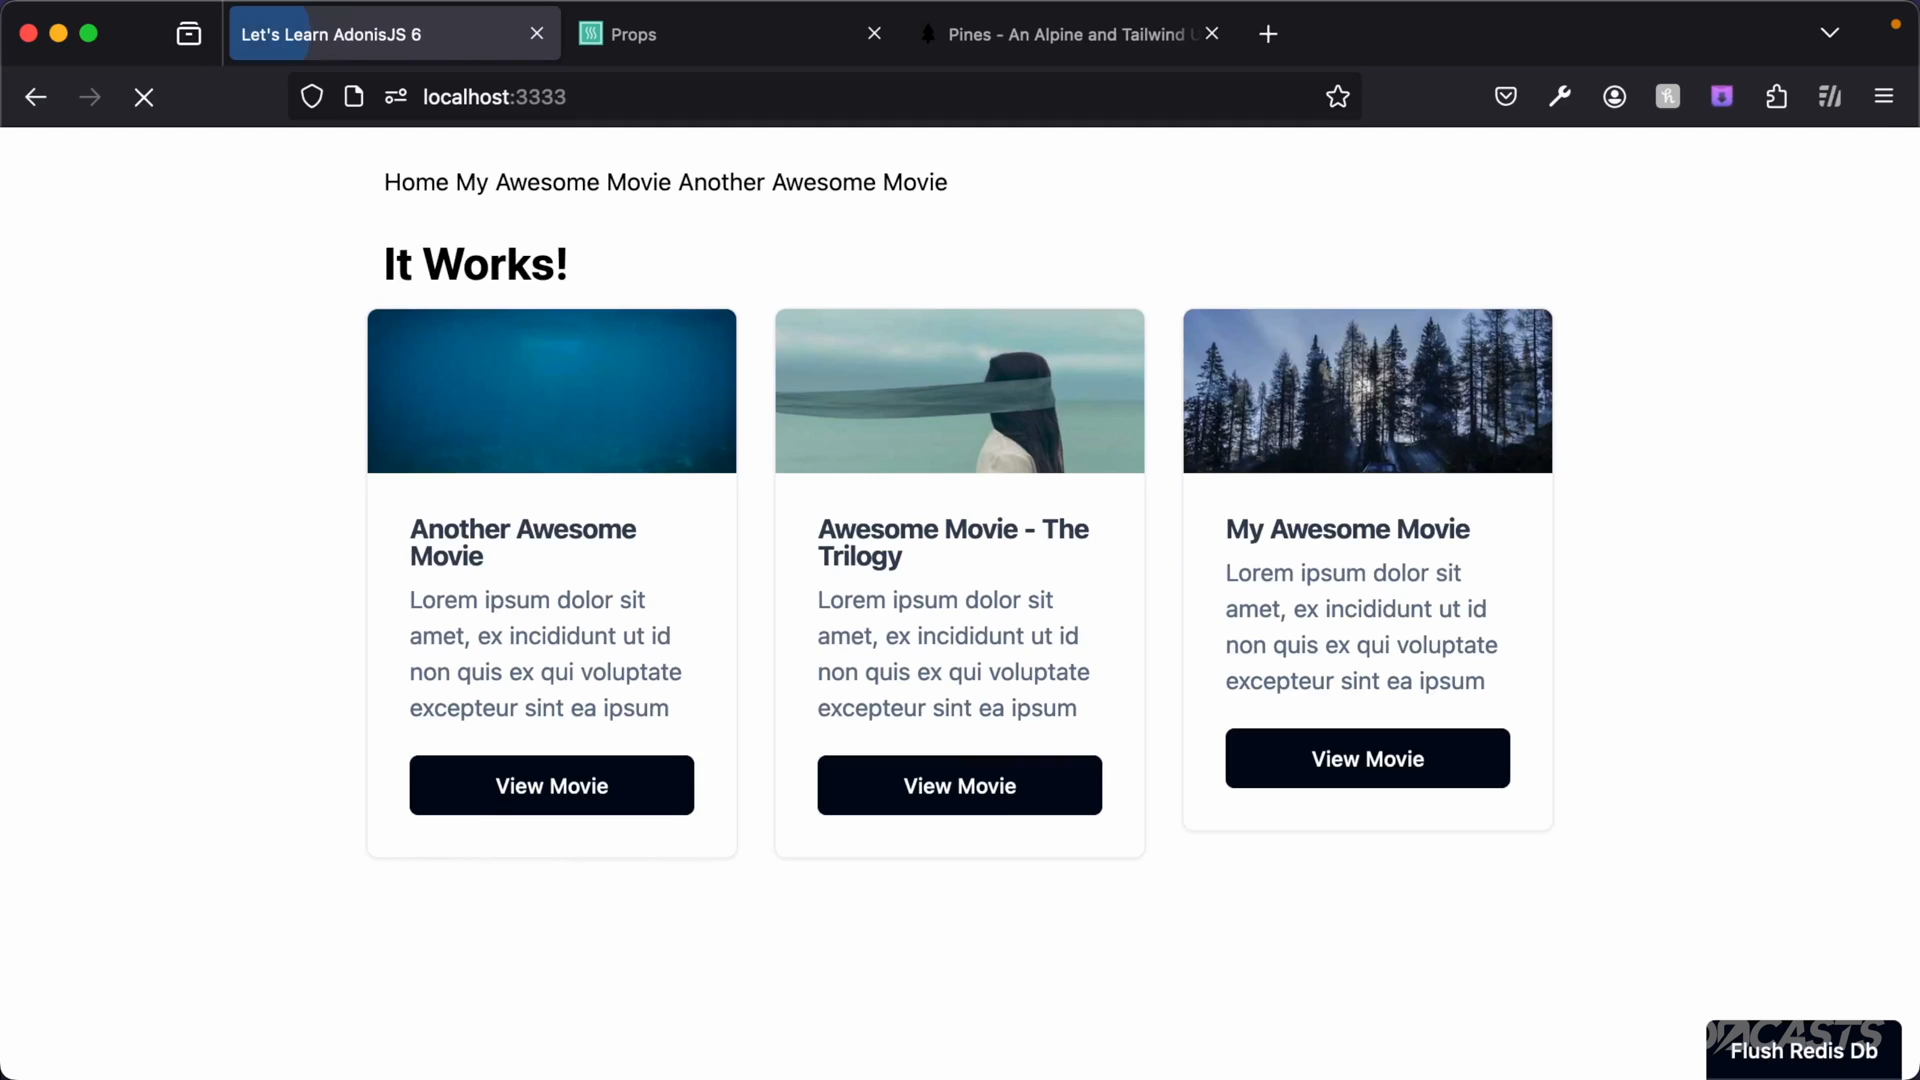 Let's Learn AdonisJS 6
Props
Pines - An Alpine and Tailwind U
localhost:3333
Home My Awesome Movie Another Awesome Movie
It Works!
Another Awesome
Movie
Lorem ipsum dolor sit
amet, ex incididunt ut id
non quis ex qui voluptate
excepteur sint ea ipsum
View Movie
Awesome Movie - The
Trilogy
Lorem ipsum dolor sit
amet, ex incididunt ut id
non quis ex qui voluptate
excepteur sint ea ipsum
View Movie
My Awesome Movie
Lorem ipsum dolor sit
amet, ex incididunt ut id
non quis ex qui voluptate
excepteur sint ea ipsum
View Movie
Flush Redis Db